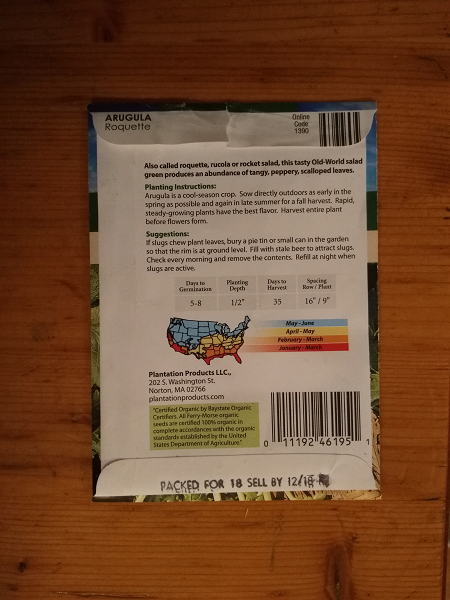 ARUGULA
Roquette
Online
Code
1390
Also called roquette, rucola or rocket salad, this tasty Old-World salad
green produces an abundance of tangy, peppery, scalloped leaves.
Planting Instructions:
Arugula is a cool-season crop. Sow directly outdoors as early in the
spring as possible and again in late summer for a fall harvest. Rapid,
steady-growing plants have the best flavor. Harvest entire plant
before flowers form.
Suggestions:
If slugs chew plant leaves, bury a pie tin or small can in the garden
so that the rim is at ground level. Fill with stale beer to attract slugs.
Check every morning and remove the contents. Refill at night when
slugs are active.
Days to Germination Planting Depth Days to Harvest Spacing Row / Plant
5-8 1/2" 35 16" / 9"
May - June
April - May
February - March
January - March
Plantation Products LLC.,
202 S. Washington St.
Norton, MA 02766
plantationproducts.com
"Certified Organic by Baystate Organic
Certifiers. All Ferry-Morse organic
seeds are certified 100% organic in
complete accordance with the organic
standards established by the United
States Department of Agriculture."
0 11192 46195 1
PACKED FOR 18 SELL BY 12/18